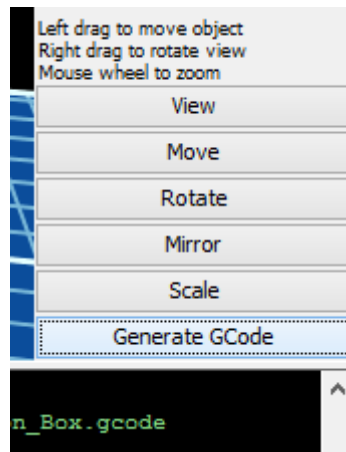 Left drag to move object
Right drag to rotate view
Mouse wheel to zoom
View
Move
Rotate
Mirror
Scale
Generate GCode
n_Box.gcode